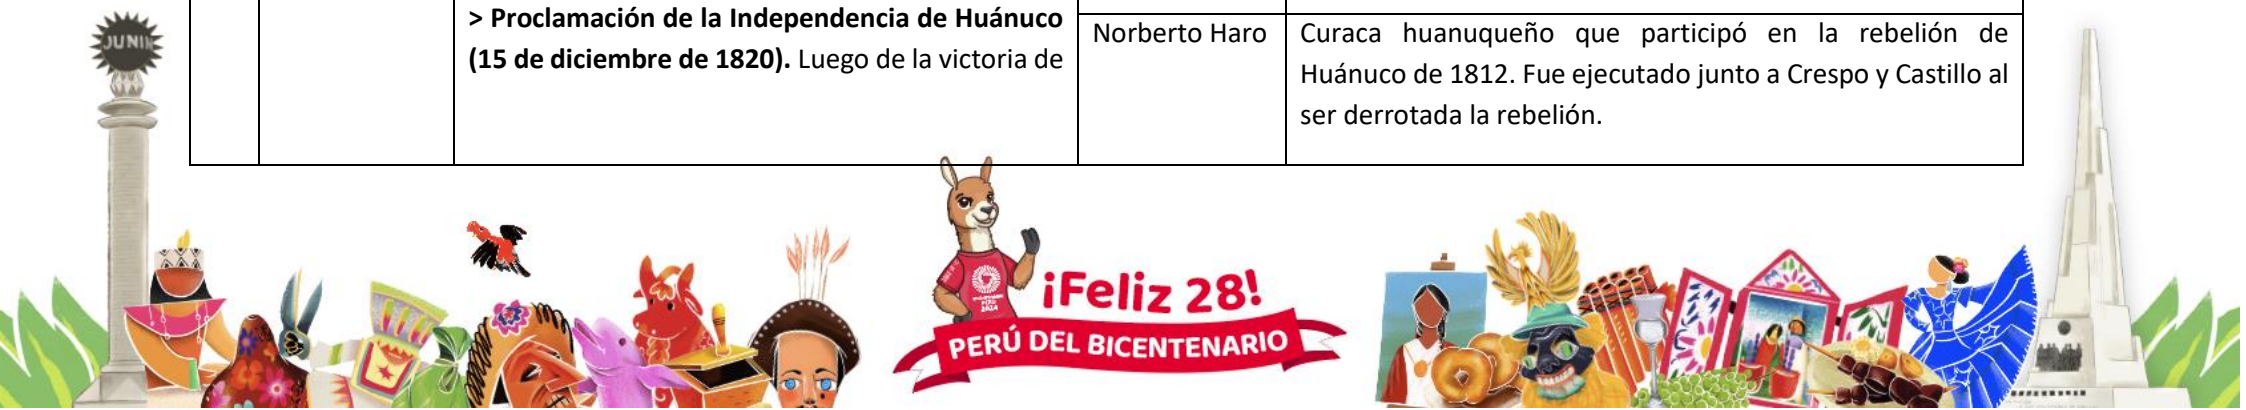 JUNIN
> Proclamación de la Independencia de Huánuco
(15 de diciembre de 1820). Luego de la victoria de
Norberto Haro
Curaca huanuqueño que participó en la rebelión de
Huánuco de 1812. Fue ejecutado junto a Crespo y Castillo al
ser derrotada la rebelión.
¡Feliz 28!
PERÚ DEL BICENTENARIO